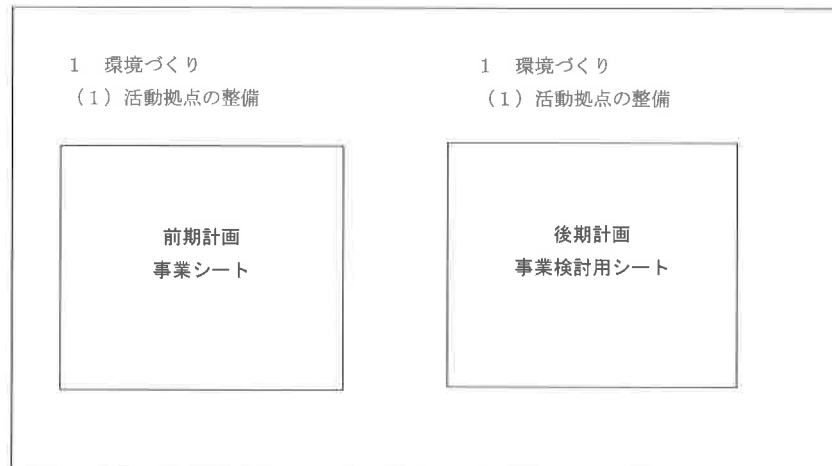 1 環境づくり
(1)活動拠点の整備
前期計画
事業シート
1 環境づくり
(1)活動拠点の整備
後期計画
事業検討用シート